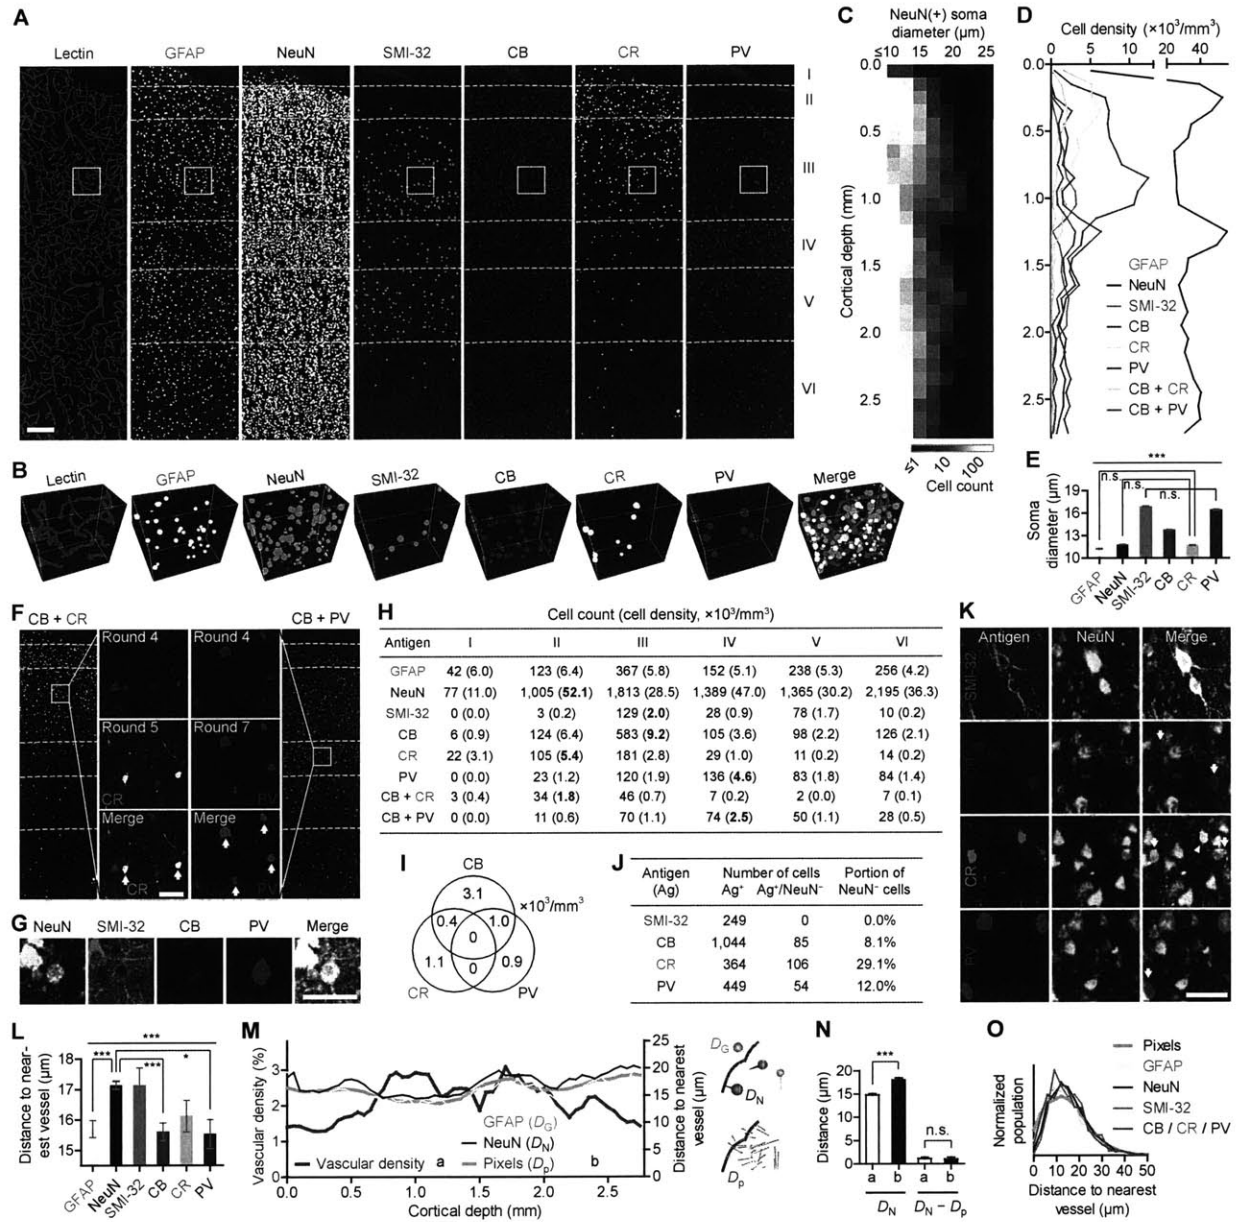 A
Lectin GFAP NeuN SMI-32 CB CR PV
I
II
III
IV
V
VI
B
Lectin GFAP NeuN SMI-32 CB CR PV Merge
C
NeuN(+) soma
diameter (μm)
≤10 15 20 25
0.0
0.5
1.0
1.5
2.0
2.5
Cortical depth (mm)
≤1 10 100
Cell count
D
Cell density (×10³/mm³)
0 5 10 20 40
0.0
0.5
1.0
1.5
2.0
2.5
GFAP
NeuN
SMI-32
CB
CR
PV
CB + CR
CB + PV
E
***
n.s.
n.s.
n.s.
Soma
diameter (μm)
19
16
13
10
GFAP NeuN SMI-32 CB CR PV
F
CB + CR CB + PV
Round 4 Round 4
Round 5 Round 7
CR PV
Merge Merge
CR PV
G
NeuN SMI-32 CB PV Merge
H
Cell count (cell density, ×10³/mm³)
Antigen I II III IV V VI
GFAP 42 (6.0) 123 (6.4) 367 (5.8) 152 (5.1) 238 (5.3) 256 (4.2)
NeuN 77 (11.0) 1,005 (52.1) 1,813 (28.5) 1,389 (47.0) 1,365 (30.2) 2,195 (36.3)
SMI-32 0 (0.0) 3 (0.2) 129 (2.0) 28 (0.9) 78 (1.7) 10 (0.2)
CB 6 (0.9) 124 (6.4) 583 (9.2) 105 (3.6) 98 (2.2) 126 (2.1)
CR 22 (3.1) 105 (5.4) 181 (2.8) 29 (1.0) 11 (0.2) 14 (0.2)
PV 0 (0.0) 23 (1.2) 120 (1.9) 136 (4.6) 83 (1.8) 84 (1.4)
CB + CR 3 (0.4) 34 (1.8) 46 (0.7) 7 (0.2) 2 (0.0) 7 (0.1)
CB + PV 0 (0.0) 11 (0.6) 70 (1.1) 74 (2.5) 50 (1.1) 28 (0.5)
I
CB
3.1
×10³/mm³
0.4 1.0
0
1.1 0 0.9
CR PV
J
Antigen Number of cells Portion of
(Ag) Ag⁺ Ag⁺/NeuN⁻ NeuN⁻ cells
SMI-32 249 0 0.0%
CB 1,044 85 8.1%
CR 364 106 29.1%
PV 449 54 12.0%
K
Antigen NeuN Merge
SMI-32
CR
PV
L
***
***
***
*
Distance to near-
est vessel (μm)
18
17
16
15
GFAP NeuN SMI-32 CB CR PV
M
Vascular density (%)
3
2
1
0
25
20
15
10
5
0
Distance to nearest
vessel (μm)
GFAP (D_G)
NeuN (D_N)
Vascular density a Pixels (D_p) b
0.0 0.5 1.0 1.5 2.0 2.5
Cortical depth (mm)
D_G
D_N
D_p
N
***
n.s.
Distance (μm)
20
15
10
5
0
a b a b
D_N D_N − D_p
O
Pixels
GFAP
NeuN
SMI-32
CB / CR / PV
Normalized
population
0 10 20 30 40 50
Distance to nearest
vessel (μm)